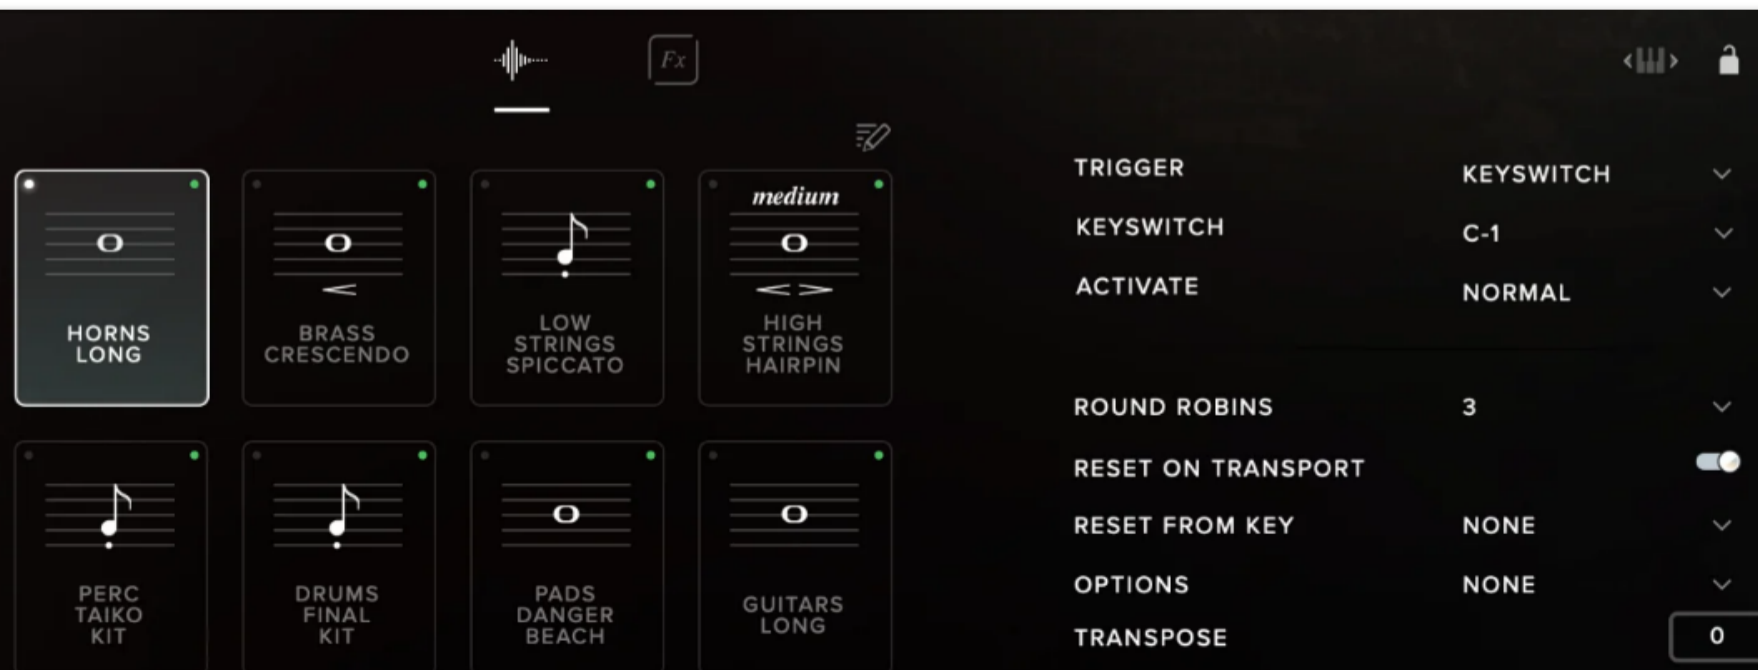 Fx
HORNS
LONG
BRASS
CRESCENDO
LOW
STRINGS
SPICCATO
medium
HIGH
STRINGS
HAIRPIN
PERC
TAIKO
KIT
DRUMS
FINAL
KIT
PADS
DANGER
BEACH
GUITARS
LONG
TRIGGER KEYSWITCH
KEYSWITCH C-1
ACTIVATE NORMAL
ROUND ROBINS 3
RESET ON TRANSPORT
RESET FROM KEY NONE
OPTIONS NONE
TRANSPOSE 0